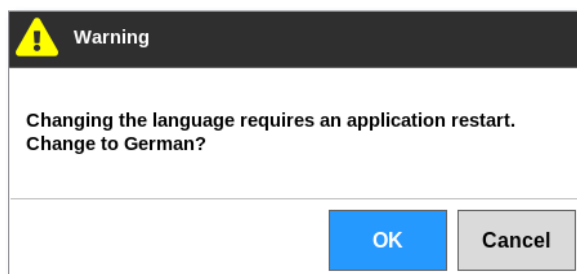 Warning
Changing the language requires an application restart.
Change to German?
OK
Cancel